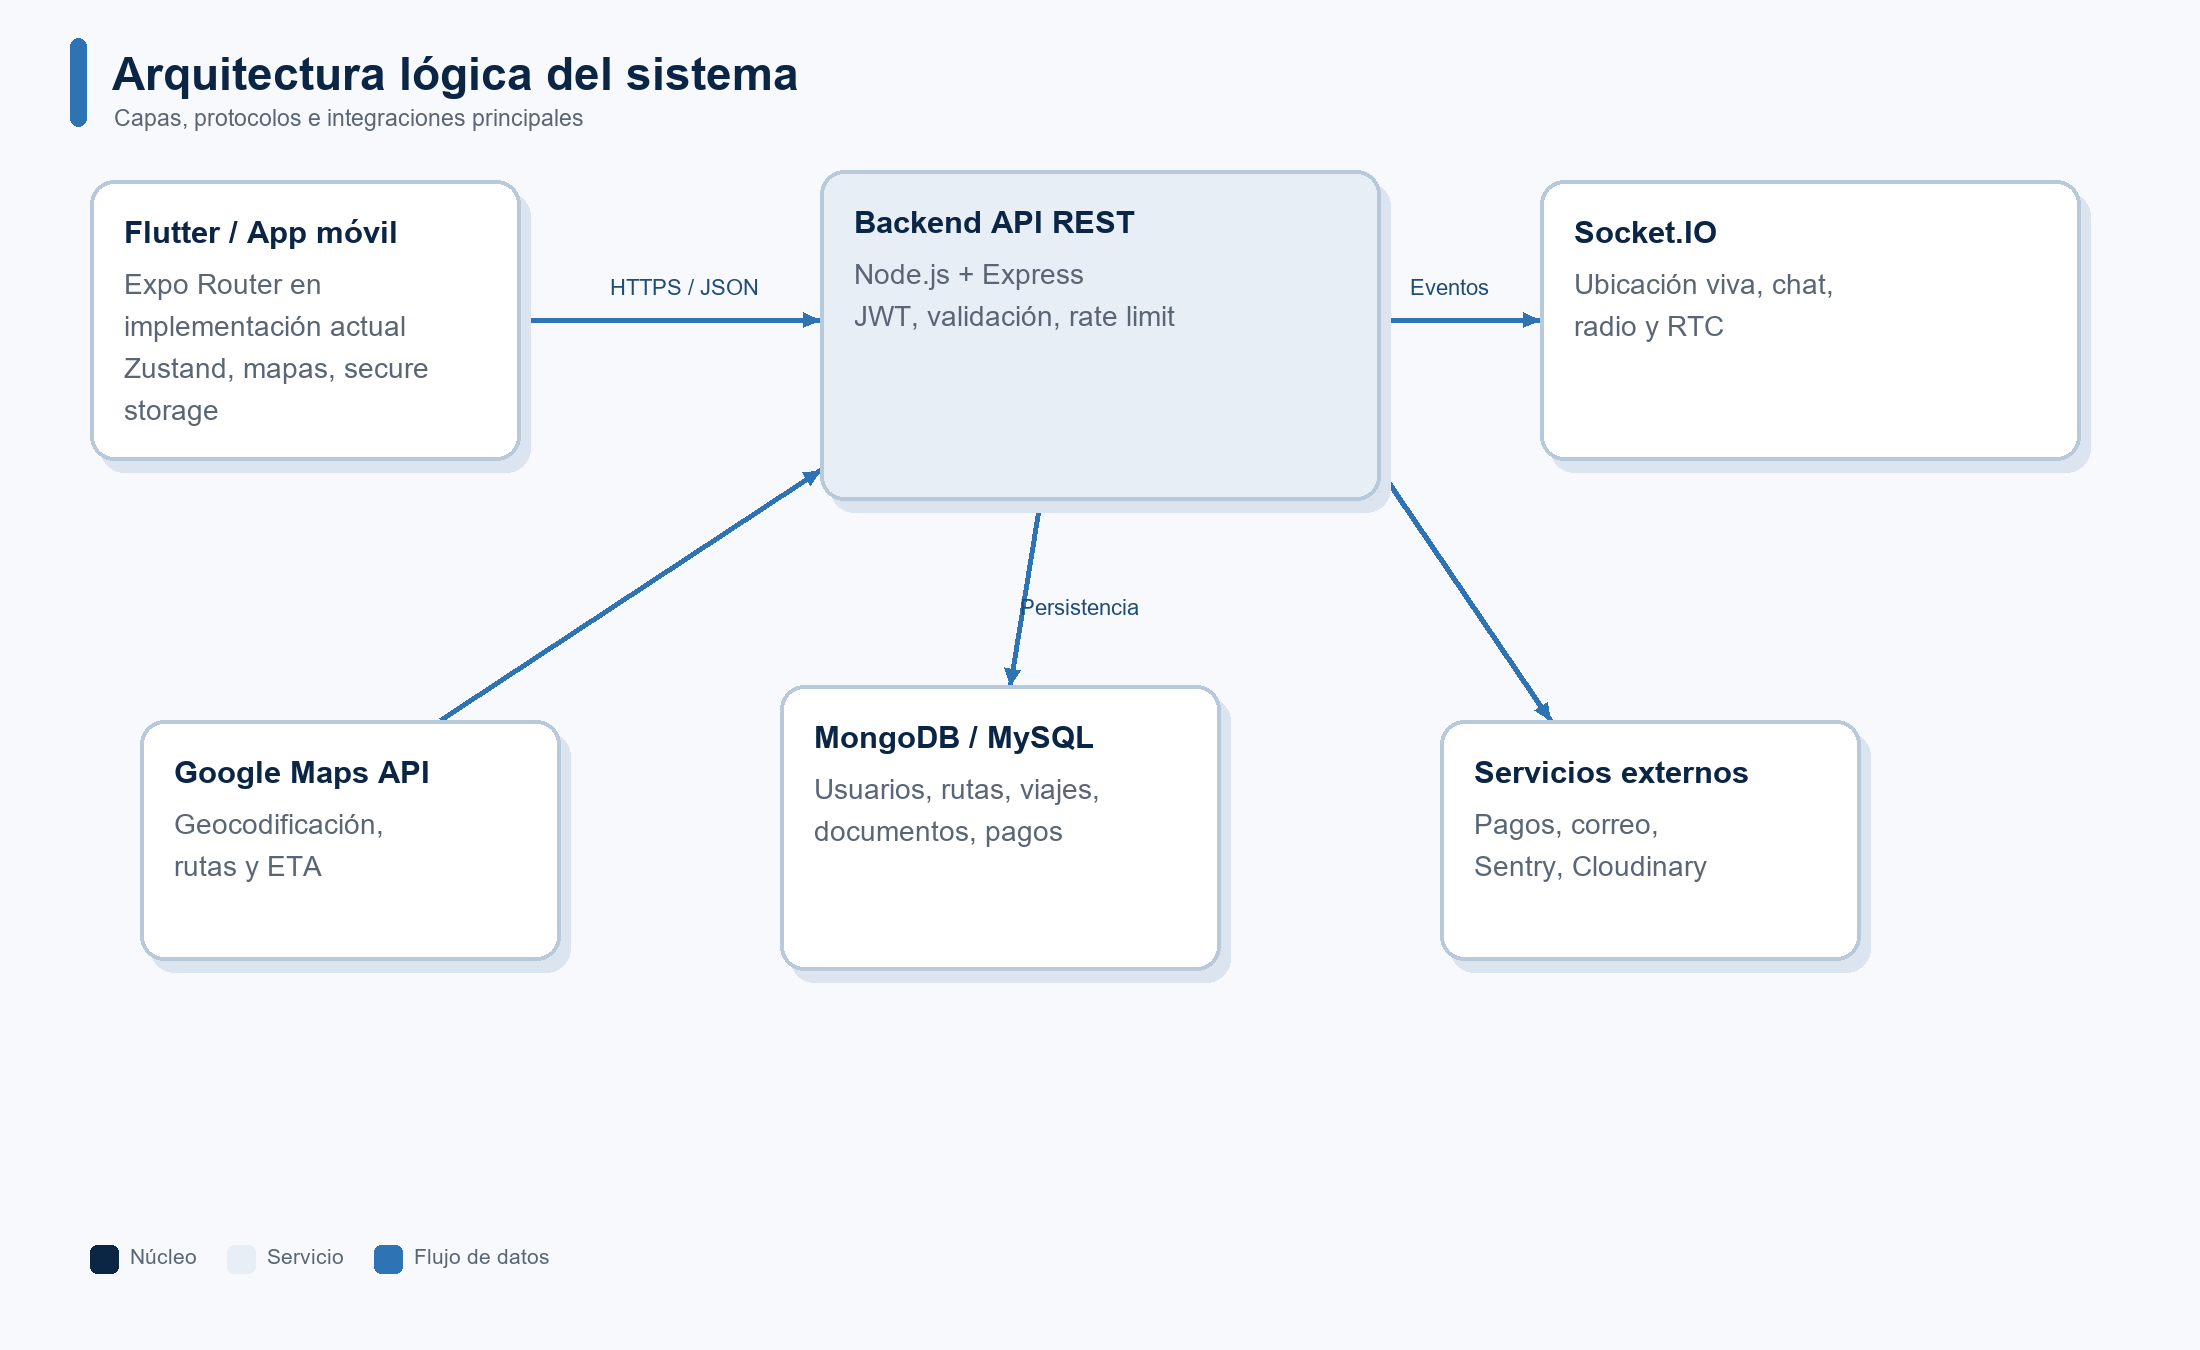 Arquitectura lógica del sistema
Capas, protocolos e integraciones principales
Flutter / App móvil
Expo Router en
implementación actual
Zustand, mapas, secure
storage
HTTPS / JSON
Backend API REST
Node.js + Express
JWT, validación, rate limit
Eventos
Socket.IO
Ubicación viva, chat,
radio y RTC
Persistencia
Google Maps API
Geocodificación,
rutas y ETA
MongoDB / MySQL
Usuarios, rutas, viajes,
documentos, pagos
Servicios externos
Pagos, correo,
Sentry, Cloudinary
Núcleo
Servicio
Flujo de datos